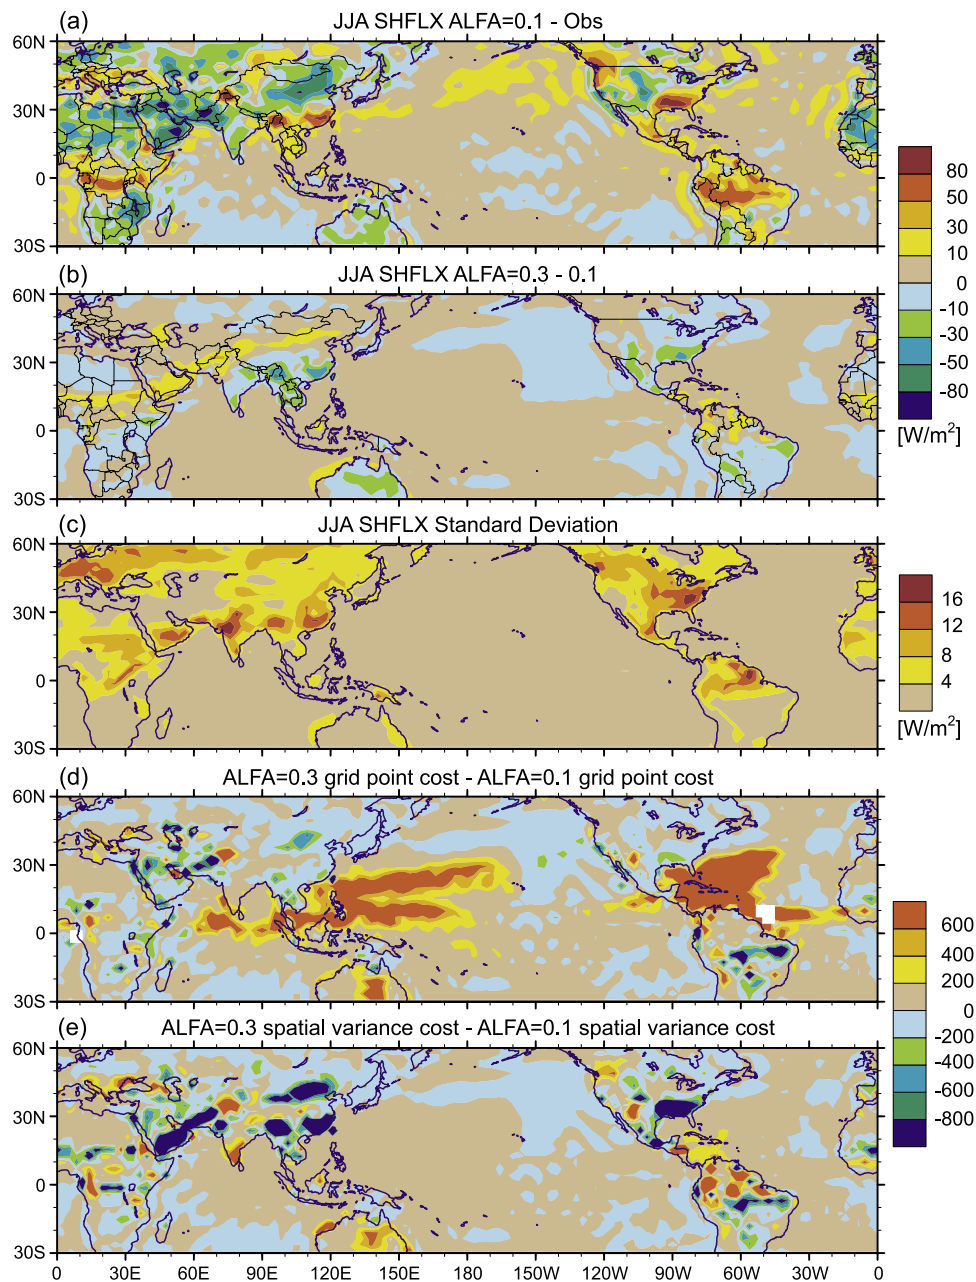 (a) JJA SHFLX ALFA=0.1 - Obs
60N
30N
0
30S
(b) JJA SHFLX ALFA=0.3 - 0.1
60N
30N
0
30S
80
50
30
10
0
-10
-30
-50
-80
[W/m²]
(c) JJA SHFLX Standard Deviation
60N
30N
0
30S
16
12
8
4
[W/m²]
(d) ALFA=0.3 grid point cost - ALFA=0.1 grid point cost
60N
30N
0
30S
(e) ALFA=0.3 spatial variance cost - ALFA=0.1 spatial variance cost
60N
30N
0
30S
600
400
200
0
-200
-400
-600
-800
0 30E 60E 90E 120E 150E 180 150W 120W 90W 60W 30W 0